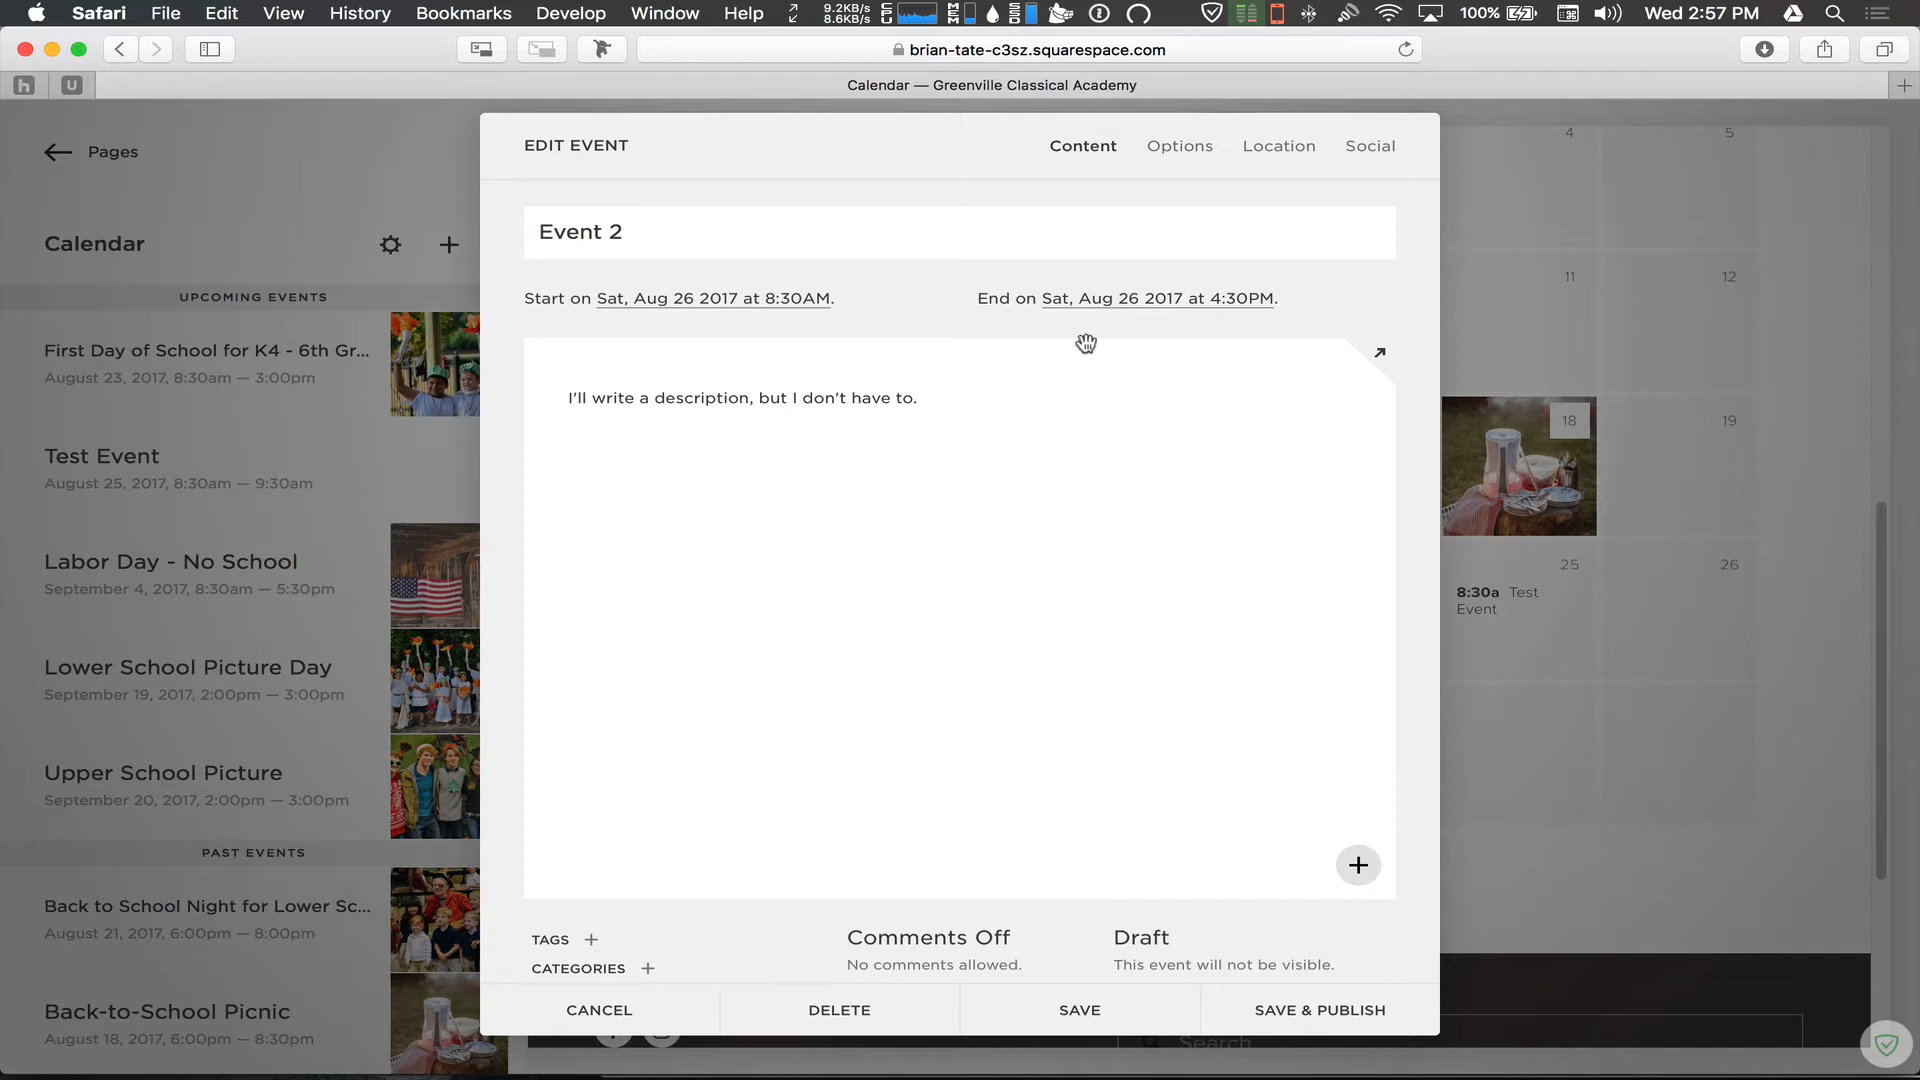 Safari File Edit View History Bookmarks Develop Window Help 9.2KB/s 8.6KB/s 100% Wed 2:57 PM
brian-tate-c3sz.squarespace.com
h U Calendar — Greenville Classical Academy
Pages
Calendar
UPCOMING EVENTS
First Day of School for K4 - 6th Gr...
August 23, 2017, 8:30am — 3:00pm
Test Event
August 25, 2017, 8:30am — 9:30am
Labor Day - No School
September 4, 2017, 8:30am — 5:30pm
Lower School Picture Day
September 19, 2017, 2:00pm — 3:00pm
Upper School Picture
September 20, 2017, 2:00pm — 3:00pm
PAST EVENTS
Back to School Night for Lower Sc...
August 21, 2017, 6:00pm — 8:00pm
Back-to-School Picnic
August 18, 2017, 6:00pm — 8:30pm
EDIT EVENT
Content Options Location Social
Event 2
Start on Sat, Aug 26 2017 at 8:30AM.
End on Sat, Aug 26 2017 at 4:30PM.
I'll write a description, but I don't have to.
TAGS +
CATEGORIES +
Comments Off
No comments allowed.
Draft
This event will not be visible.
CANCEL DELETE SAVE SAVE & PUBLISH
4 5
11 12
18 19
25 26
8:30a Test
Event
Search